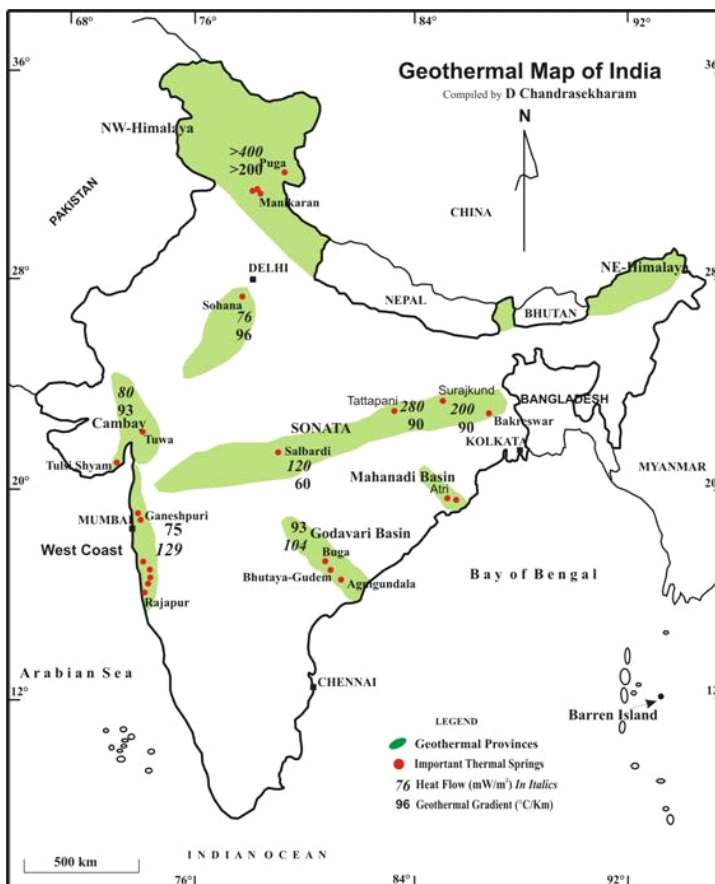 68°
76°
84°
92°
36°
36
Geothermal Map of India
Compiled by D Chandrasekharam
N
NW-Himalaya
>400
Puga
>200
Manikaran
PAKISTAN
CHINA
28°
28
DELHI
NE-Himalaya
NEPAL
BHUTAN
Sohana
76
96
80
93
Cambay
Tuwa
Tulsi Shyam
Tattapani
280
90
Surajkund
200
90
Bakreswar
BANGLADESH
SONATA
KOLKATA
Salbardi
120
60
Mahanadi Basin
Atri
MYANMAR
20°
20
MUMBAI
Ganeshpuri
75
129
West Coast
Rajapur
93
104
Godavari Basin
Buga
Bhutaya-Gudem
Agnigundala
Bay of Bengal
Arabian Sea
CHENNAI
12°
12
Barren Island
LEGEND
Geothermal Provinces
Important Thermal Springs
76 Heat Flow (mW/m²) In Italics
96 Geothermal Gradient (°C/Km)
500 km
INDIAN OCEAN
76°
84°
92°